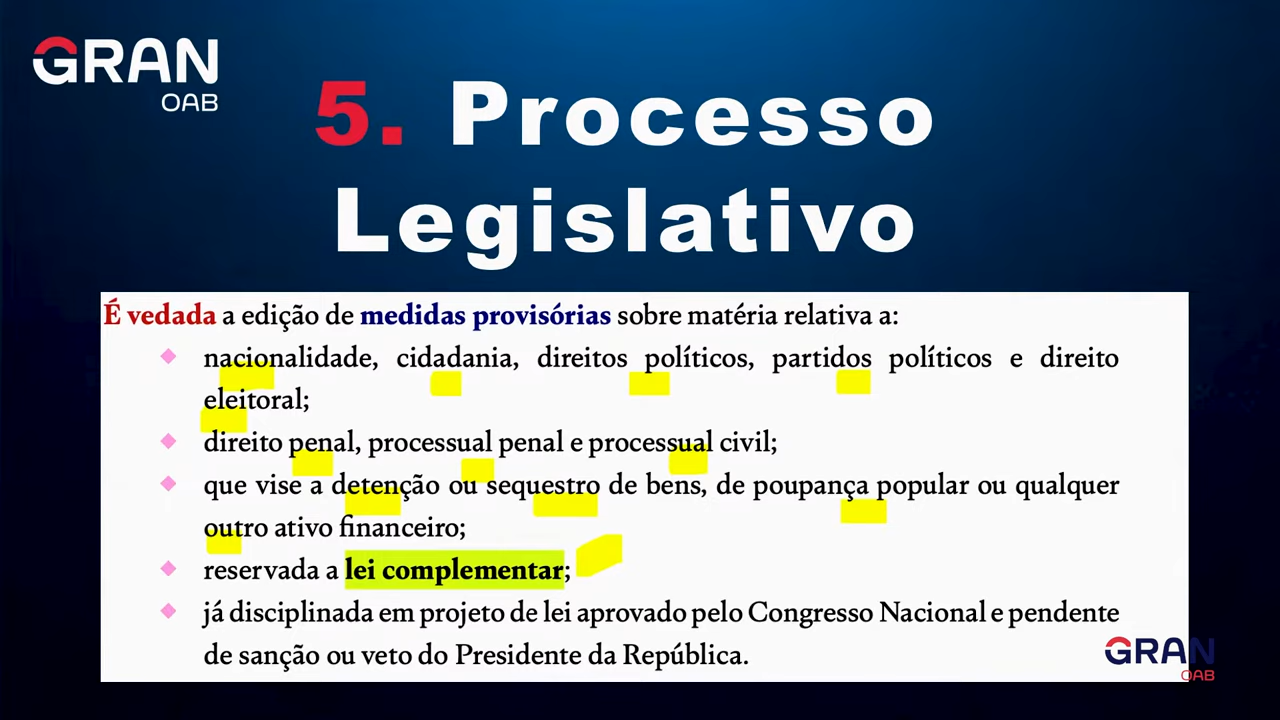 GRAN
OAB
5. Processo
Legislativo
É vedada a edição de medidas provisórias sobre matéria relativa a:
nacionalidade, cidadania, direitos políticos, partidos políticos e direito
eleitoral;
direito penal, processual penal e processual civil;
que vise a detenção ou sequestro de bens, de poupança popular ou qualquer
outro ativo financeiro;
reservada a lei complementar;
já disciplinada em projeto de lei aprovado pelo Congresso Nacional e pendente
de sanção ou veto do Presidente da República.
GRAN
OAB